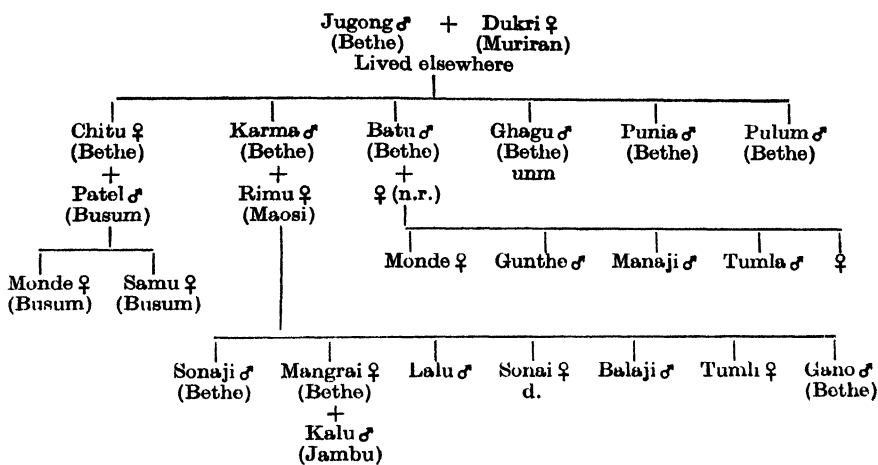 Jugong ♂ + Dukri ♀
(Bethe) (Muriran)
Lived elsewhere
Chitu ♀ Karma ♂ Batu ♂ Ghagu ♂ Punia ♂ Pulum ♂
(Bethe) (Bethe) (Bethe) (Bethe) (Bethe) (Bethe)
+ + + unm
Patel ♂ Rimu ♀ ♀ (n.r.)
(Busum) (Maosi)
Monde ♀ Gunthe ♂ Manaji ♂ Tumla ♂ ♀
Monde ♀ Samu ♀
(Busum) (Busum)
Sonaji ♂ Mangrai ♀ Lalu ♂ Sonai ♀ Balaji ♂ Tumli ♀ Gano ♂
(Bethe) (Bethe) d. (Bethe)
+
Kalu ♂
(Jambu)